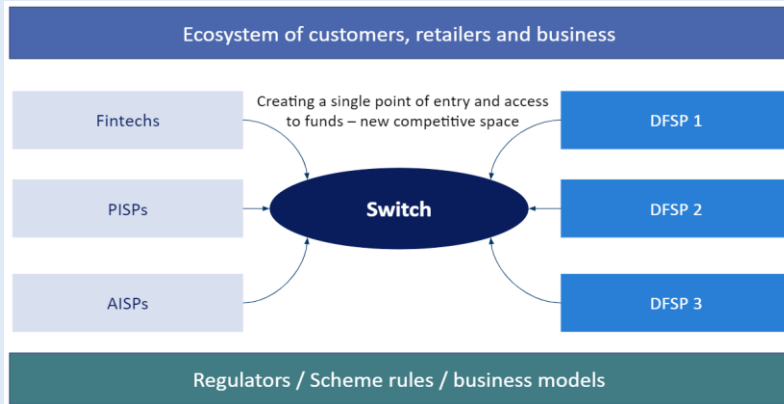 Ecosystem of customers, retailers and business
Creating a single point of entry and access
to funds – new competitive space
Fintechs
DFSP 1
PISPs
Switch
DFSP 2
AISPs
DFSP 3
Regulators / Scheme rules / business models